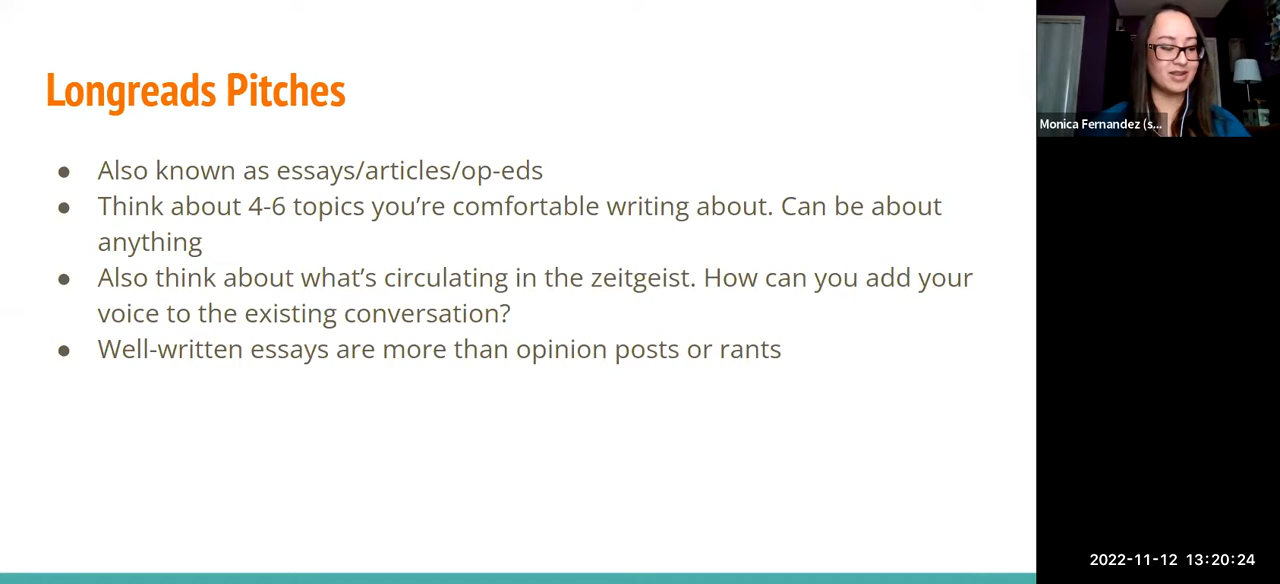 Longreads Pitches
● Also known as essays/articles/op-eds
● Think about 4-6 topics you’re comfortable writing about. Can be about
anything
● Also think about what’s circulating in the zeitgeist. How can you add your
voice to the existing conversation?
● Well-written essays are more than opinion posts or rants
Monica Fernandez (s...
2022-11-12 13:20:24